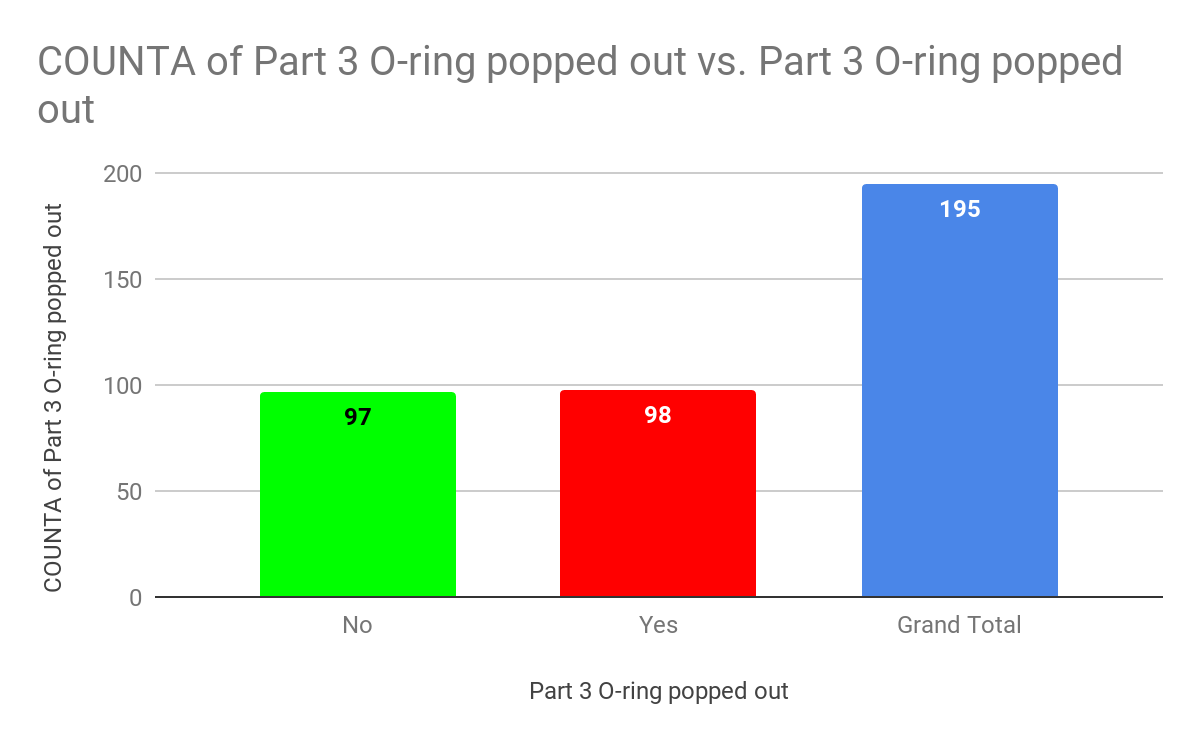 COUNTA of Part 3 O-ring popped out vs. Part 3 O-ring popped
out
COUNTA of Part 3 O-ring popped out
200
150
100
50
0
97
98
195
No
Yes
Grand Total
Part 3 O-ring popped out